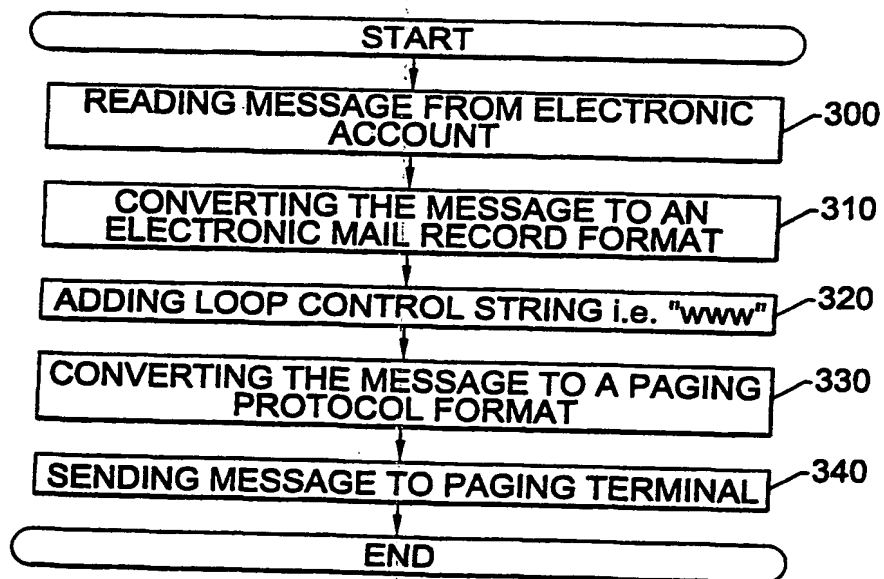 START
READING MESSAGE FROM ELECTRONIC
ACCOUNT
300
CONVERTING THE MESSAGE TO AN
ELECTRONIC MAIL RECORD FORMAT
310
ADDING LOOP CONTROL STRING i.e. "www"
320
CONVERTING THE MESSAGE TO A PAGING
PROTOCOL FORMAT
330
SENDING MESSAGE TO PAGING TERMINAL
340
END